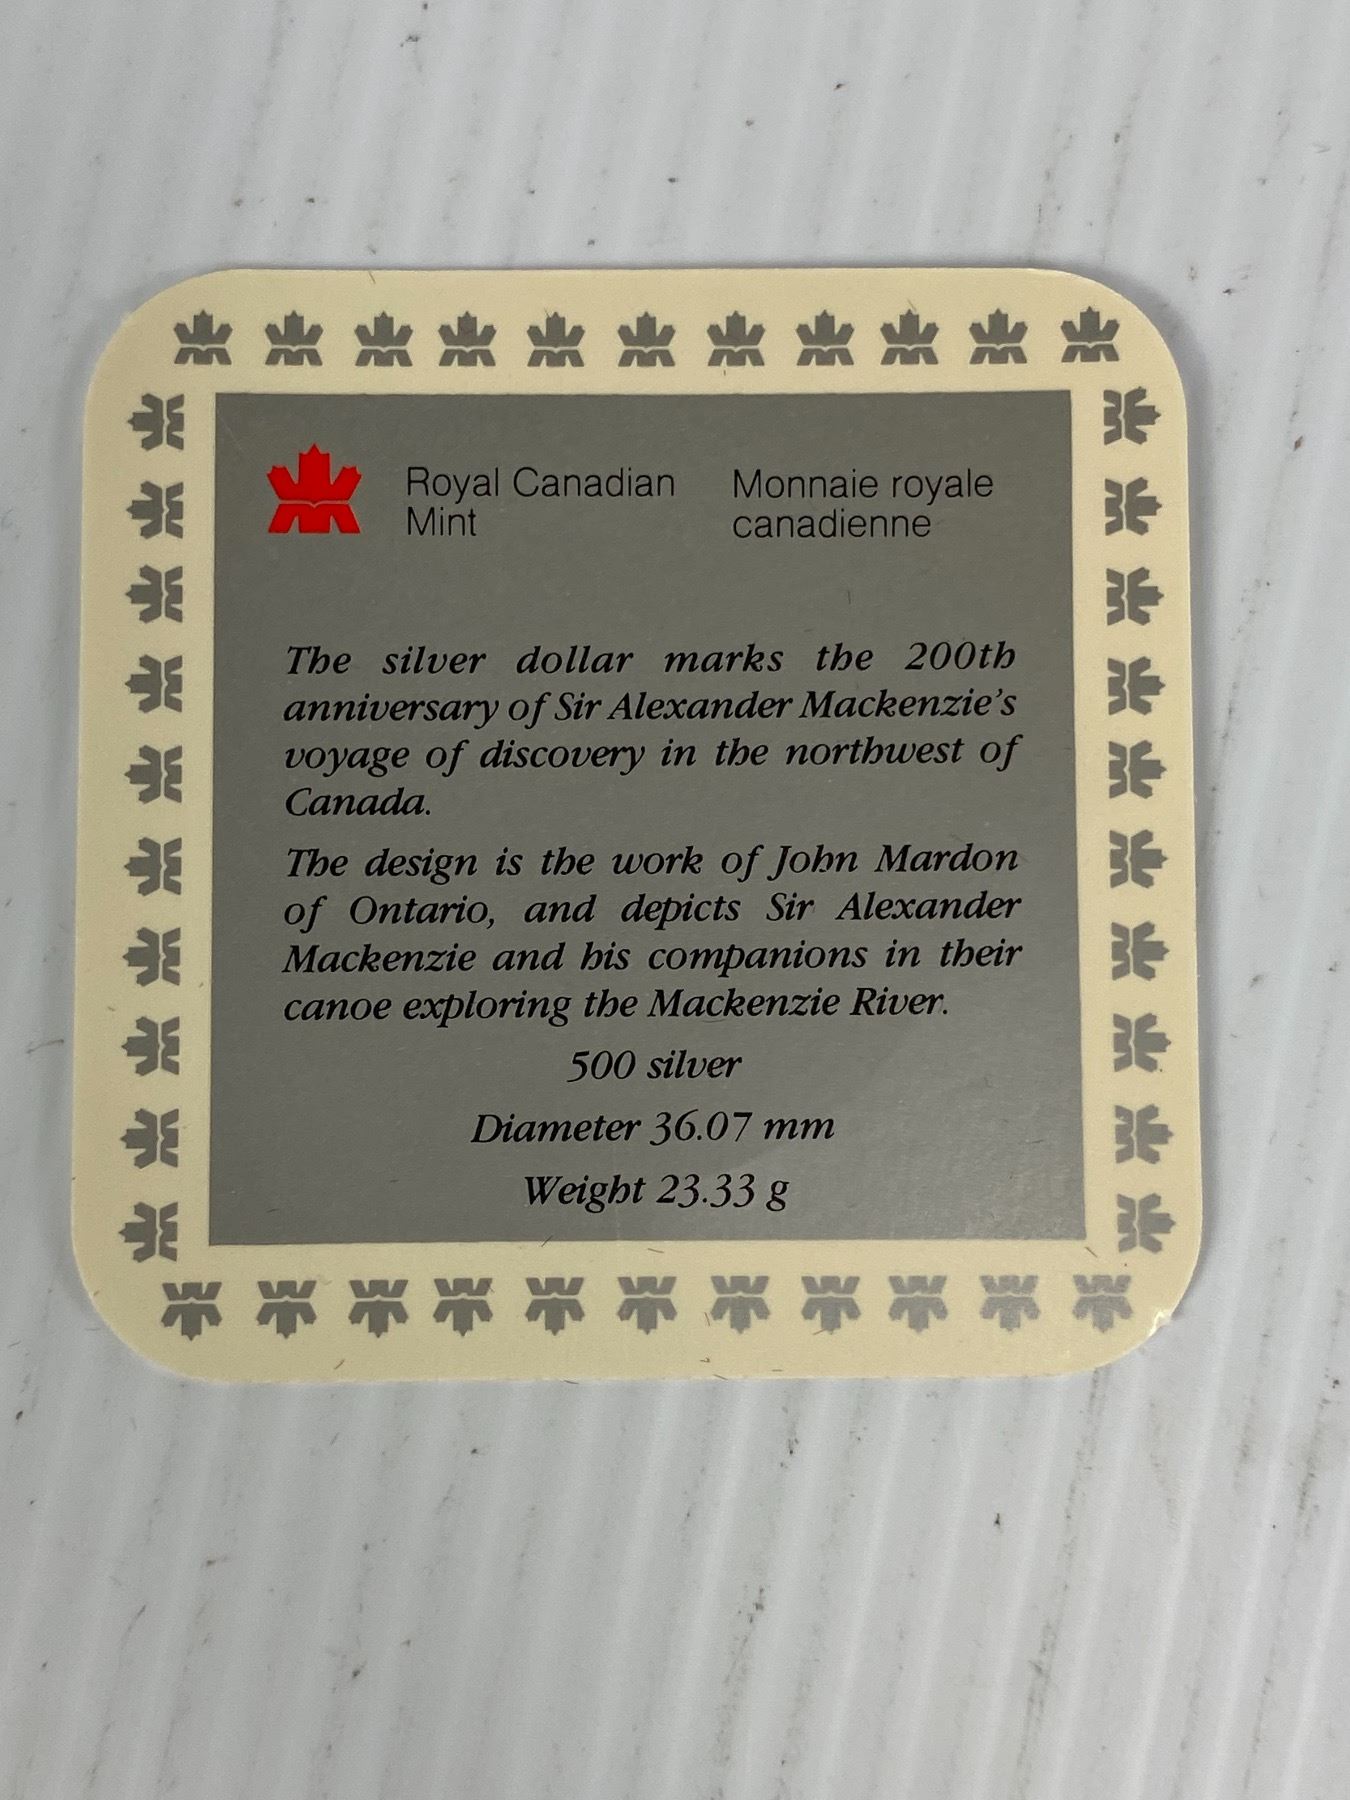 Royal Canadian Mint
Monnaie royale canadienne
The silver dollar marks the 200th
anniversary of Sir Alexander Mackenzie's
voyage of discovery in the northwest of
Canada.
The design is the work of John Mardon
of Ontario, and depicts Sir Alexander
Mackenzie and his companions in their
canoe exploring the Mackenzie River.
500 silver
Diameter 36.07 mm
Weight 23.33 g